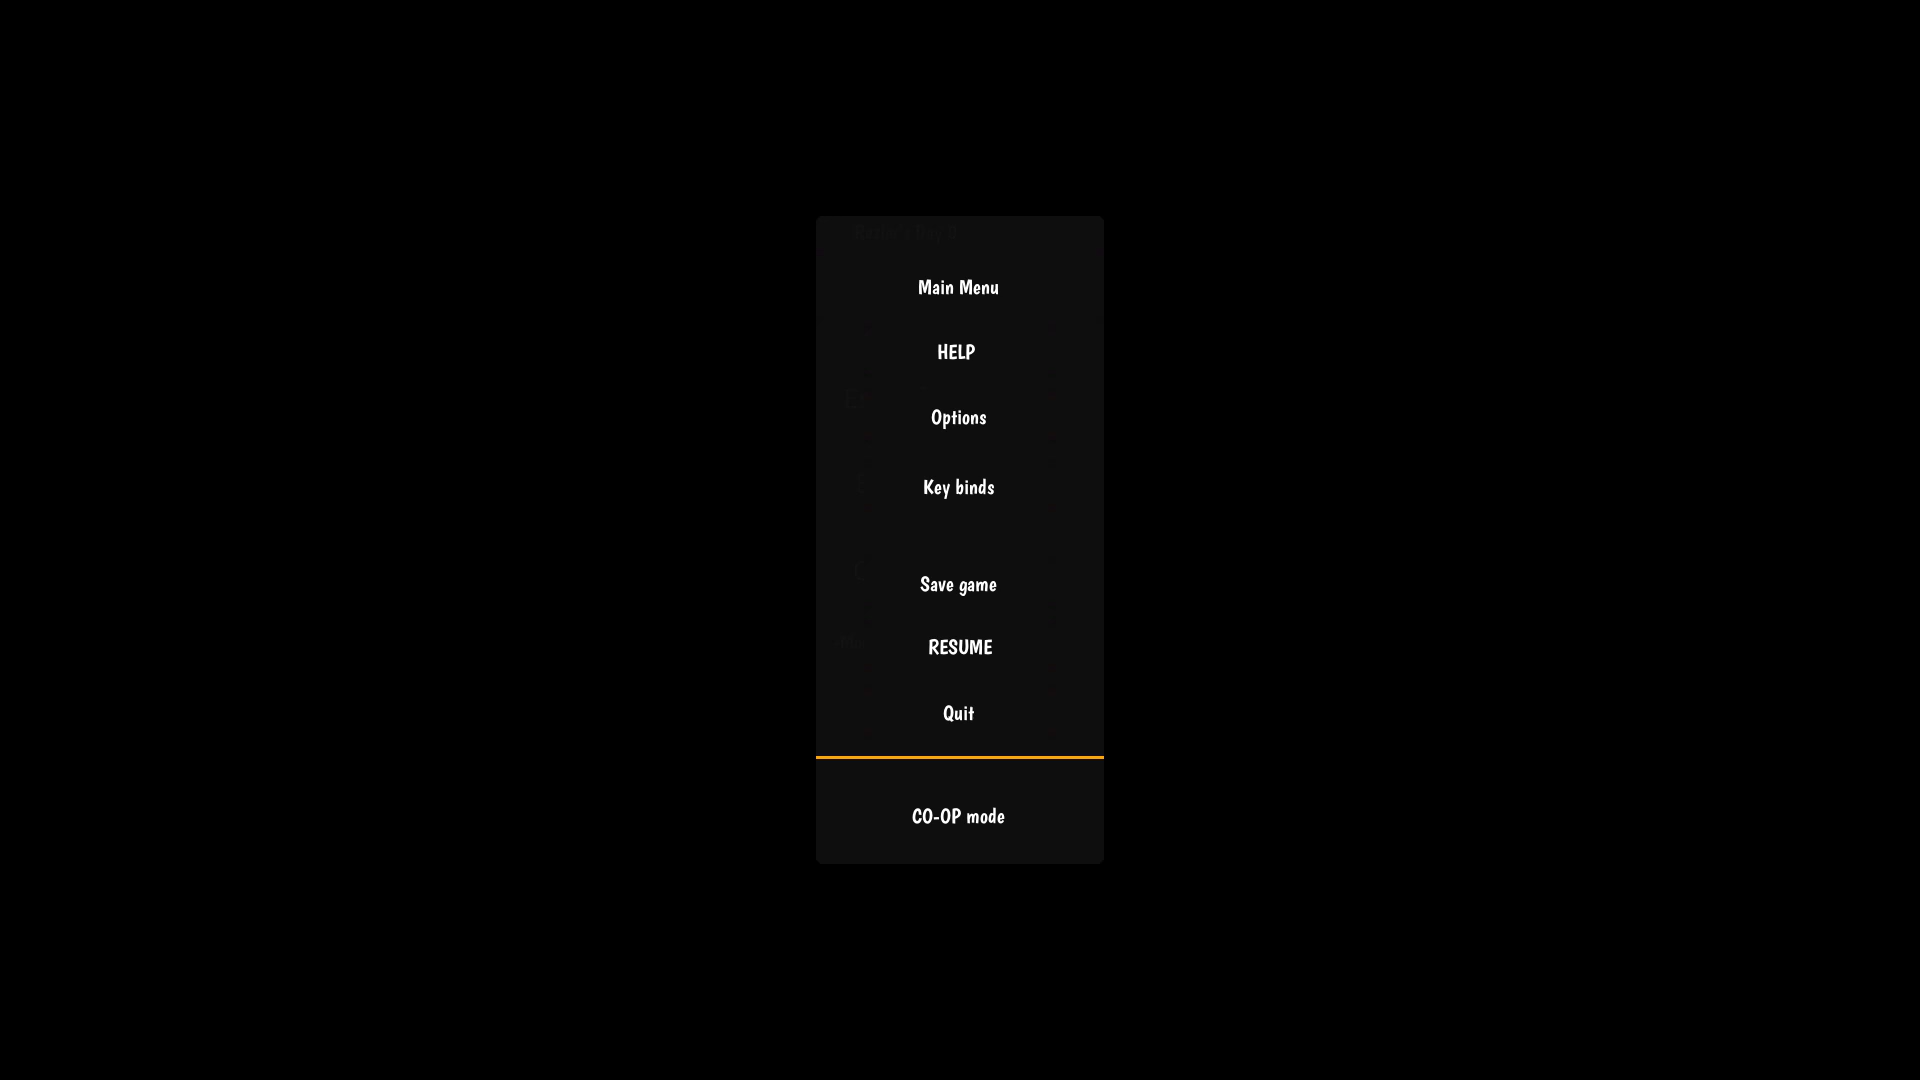 Main Menu
HELP
Options
Key binds
Save game
RESUME
Quit
CO-OP mode